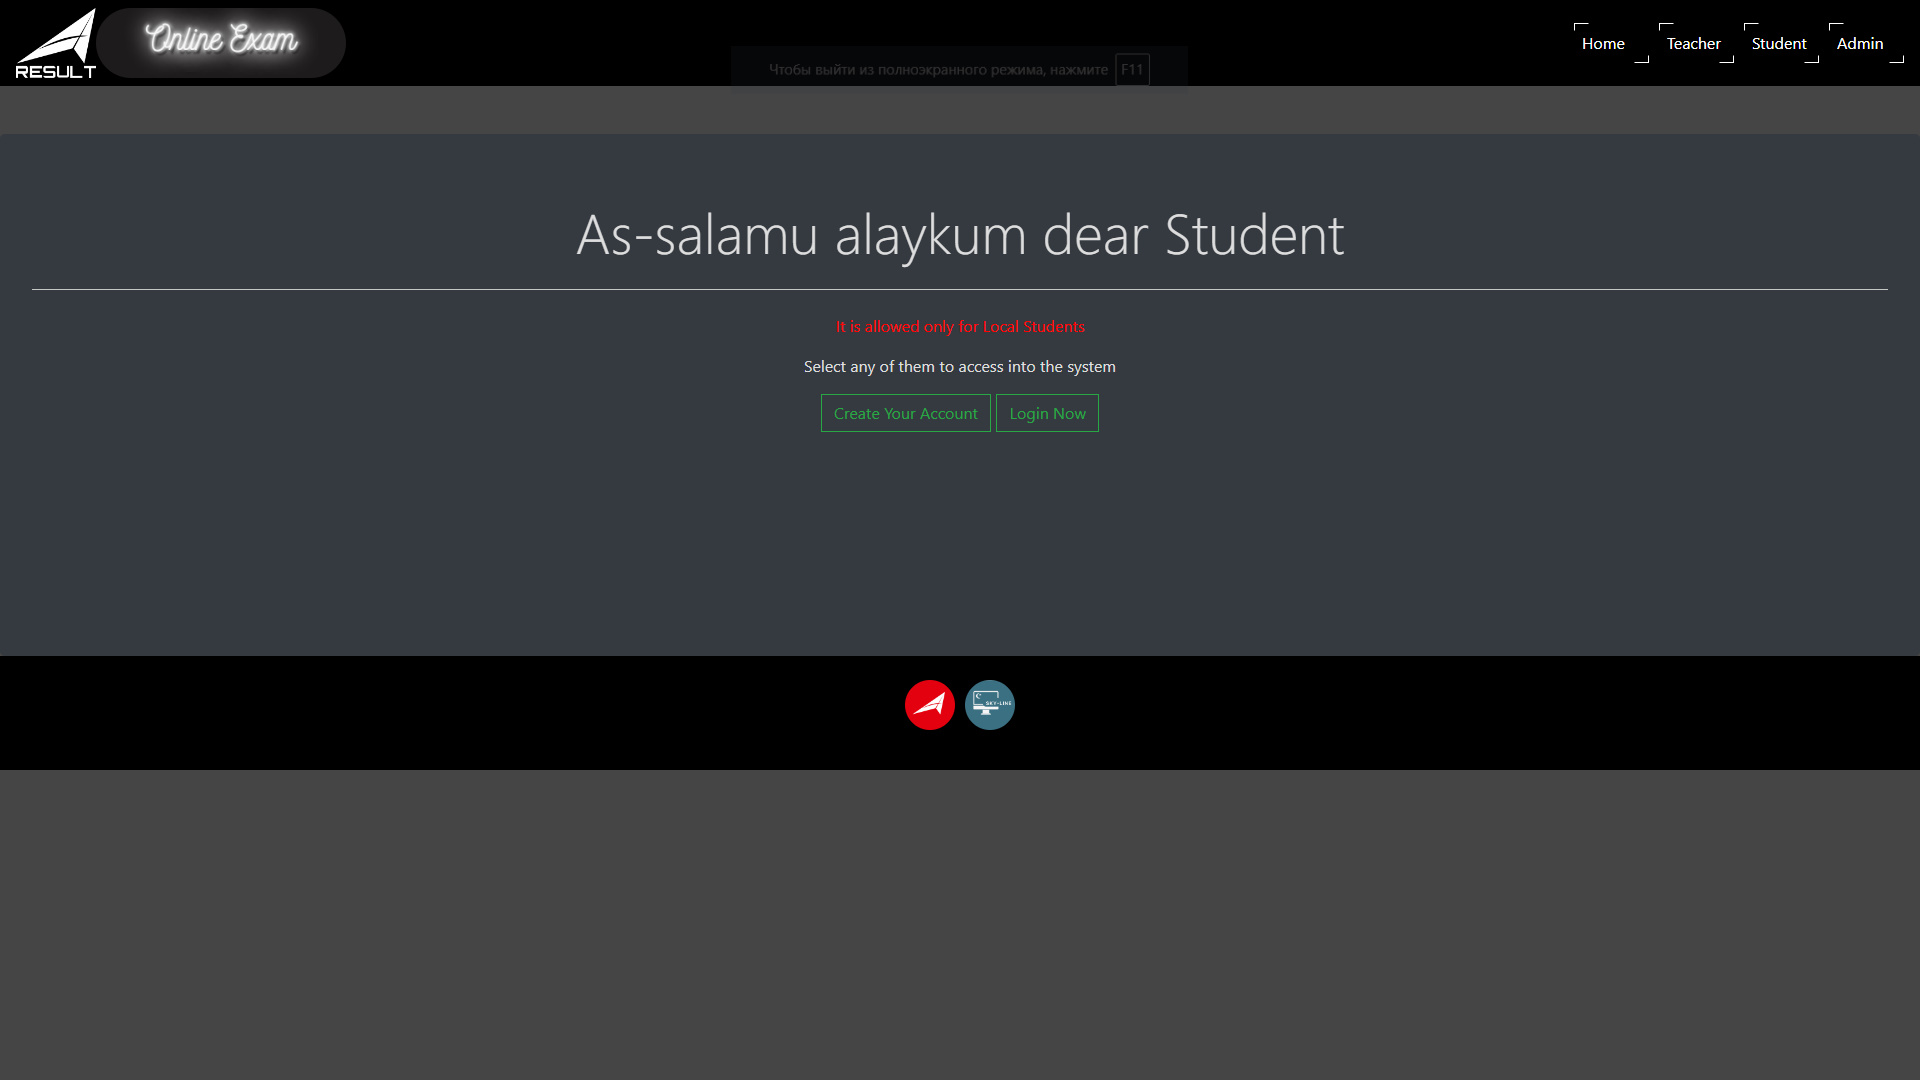 RESULT
Online Exam
Home
Teacher
Student
Admin
Чтобы выйти из полноэкранного режима, нажмите F11
As-salamu alaykum dear Student
It is allowed only for Local Students
Select any of them to access into the system
Create Your Account
Login Now
SKY-LINE